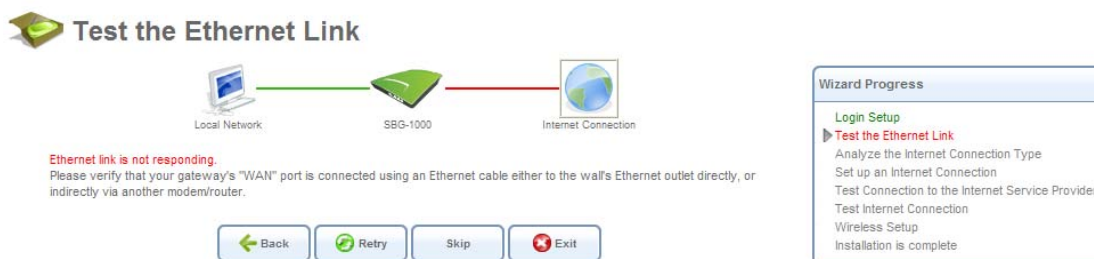 Test the Ethernet Link
Local Network
SBG-1000
Internet Connection
Ethernet link is not responding.
Please verify that your gateway's "WAN" port is connected using an Ethernet cable either to the wall's Ethernet outlet directly, or
indirectly via another modem/router.
Back
Retry
Skip
Exit
Wizard Progress
Login Setup
Test the Ethernet Link
Analyze the Internet Connection Type
Set up an Internet Connection
Test Connection to the Internet Service Provider
Test Internet Connection
Wireless Setup
Installation is complete